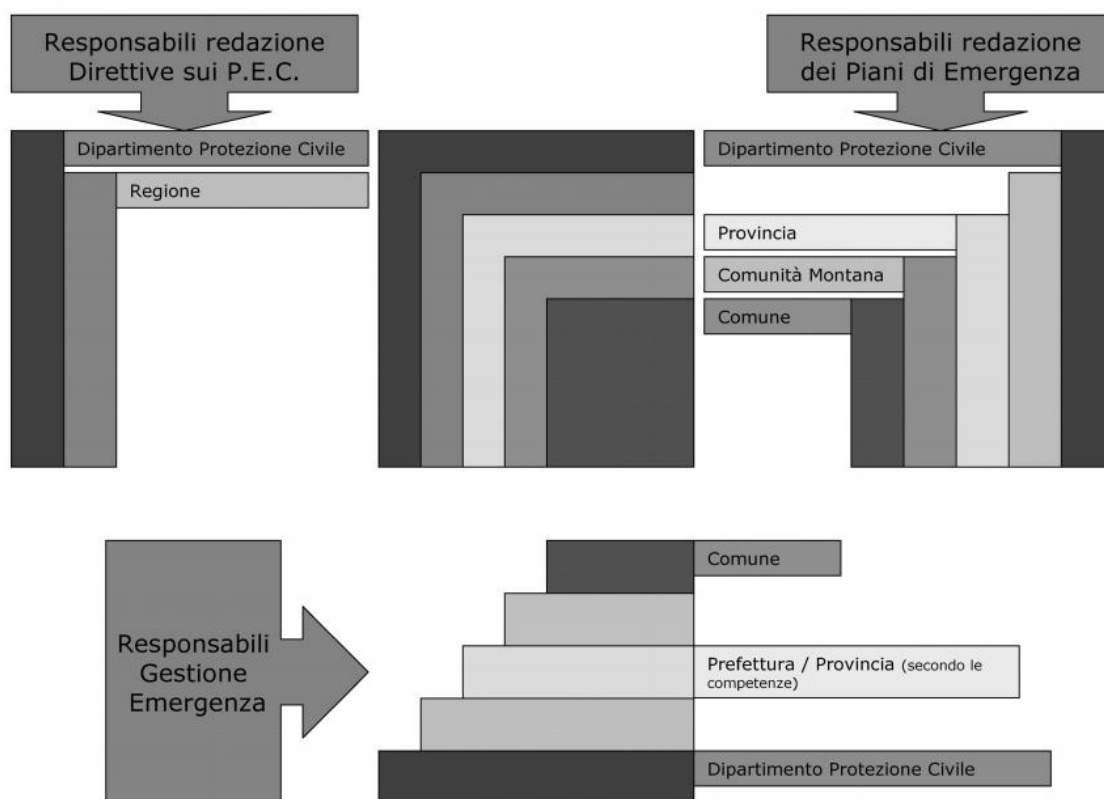 Responsabili redazione
Direttive sui P.E.C.
Responsabili redazione
dei Piani di Emergenza
Dipartimento Protezione Civile
Regione
Dipartimento Protezione Civile
Provincia
Comunità Montana
Comune
Responsabili
Gestione
Emergenza
Comune
Prefettura / Provincia (secondo le
competenze)
Dipartimento Protezione Civile